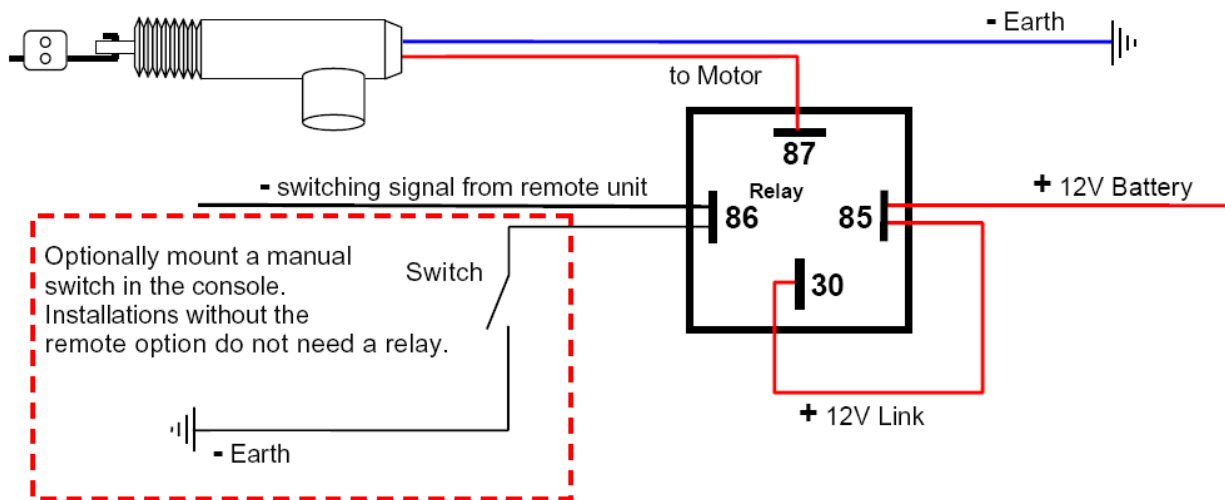 - Earth
to Motor
87
- switching signal from remote unit
Relay
+ 12V Battery
86
85
Optionally mount a manual
switch in the console.
Installations without the
remote option do not need a relay.
Switch
30
+ 12V Link
- Earth